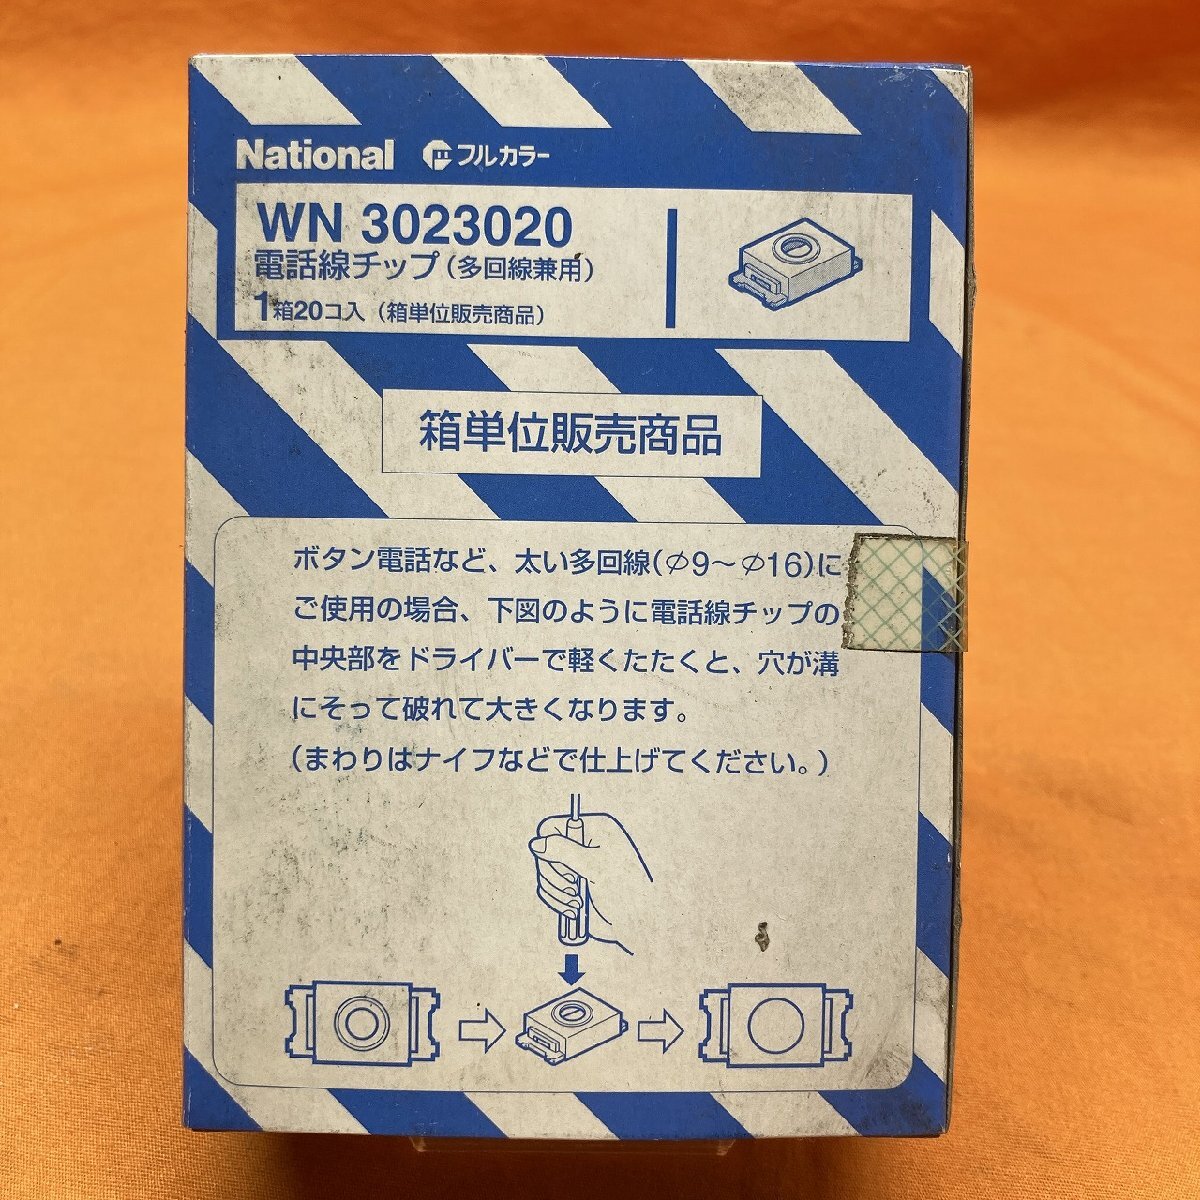 National フルカラー
WN 3023020
電話線チップ(多回線兼用)
1箱20コ入(箱単位販売商品)
箱単位販売商品
ボタン電話など、太い多回線(φ9〜φ16)に
ご使用の場合、下図のように電話線チップの
中央部をドライバーで軽くたたくと、穴が溝
にそって破れて大きくなります。
(まわりはナイフなどで仕上げてください。)